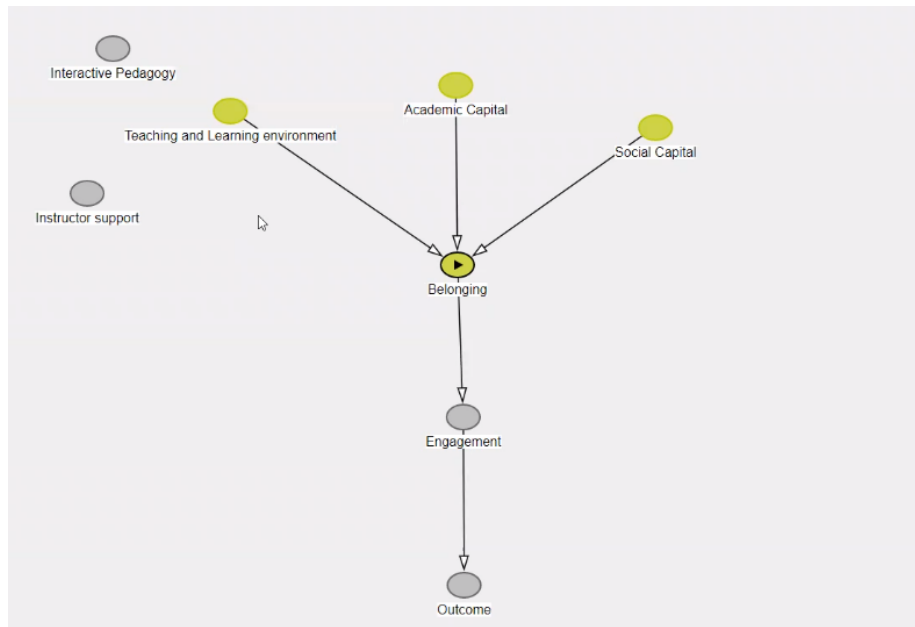 Interactive Pedagogy
Academic Capital
Teaching and Learning environment
Social Capital
Instructor support
Belonging
Engagement
Outcome